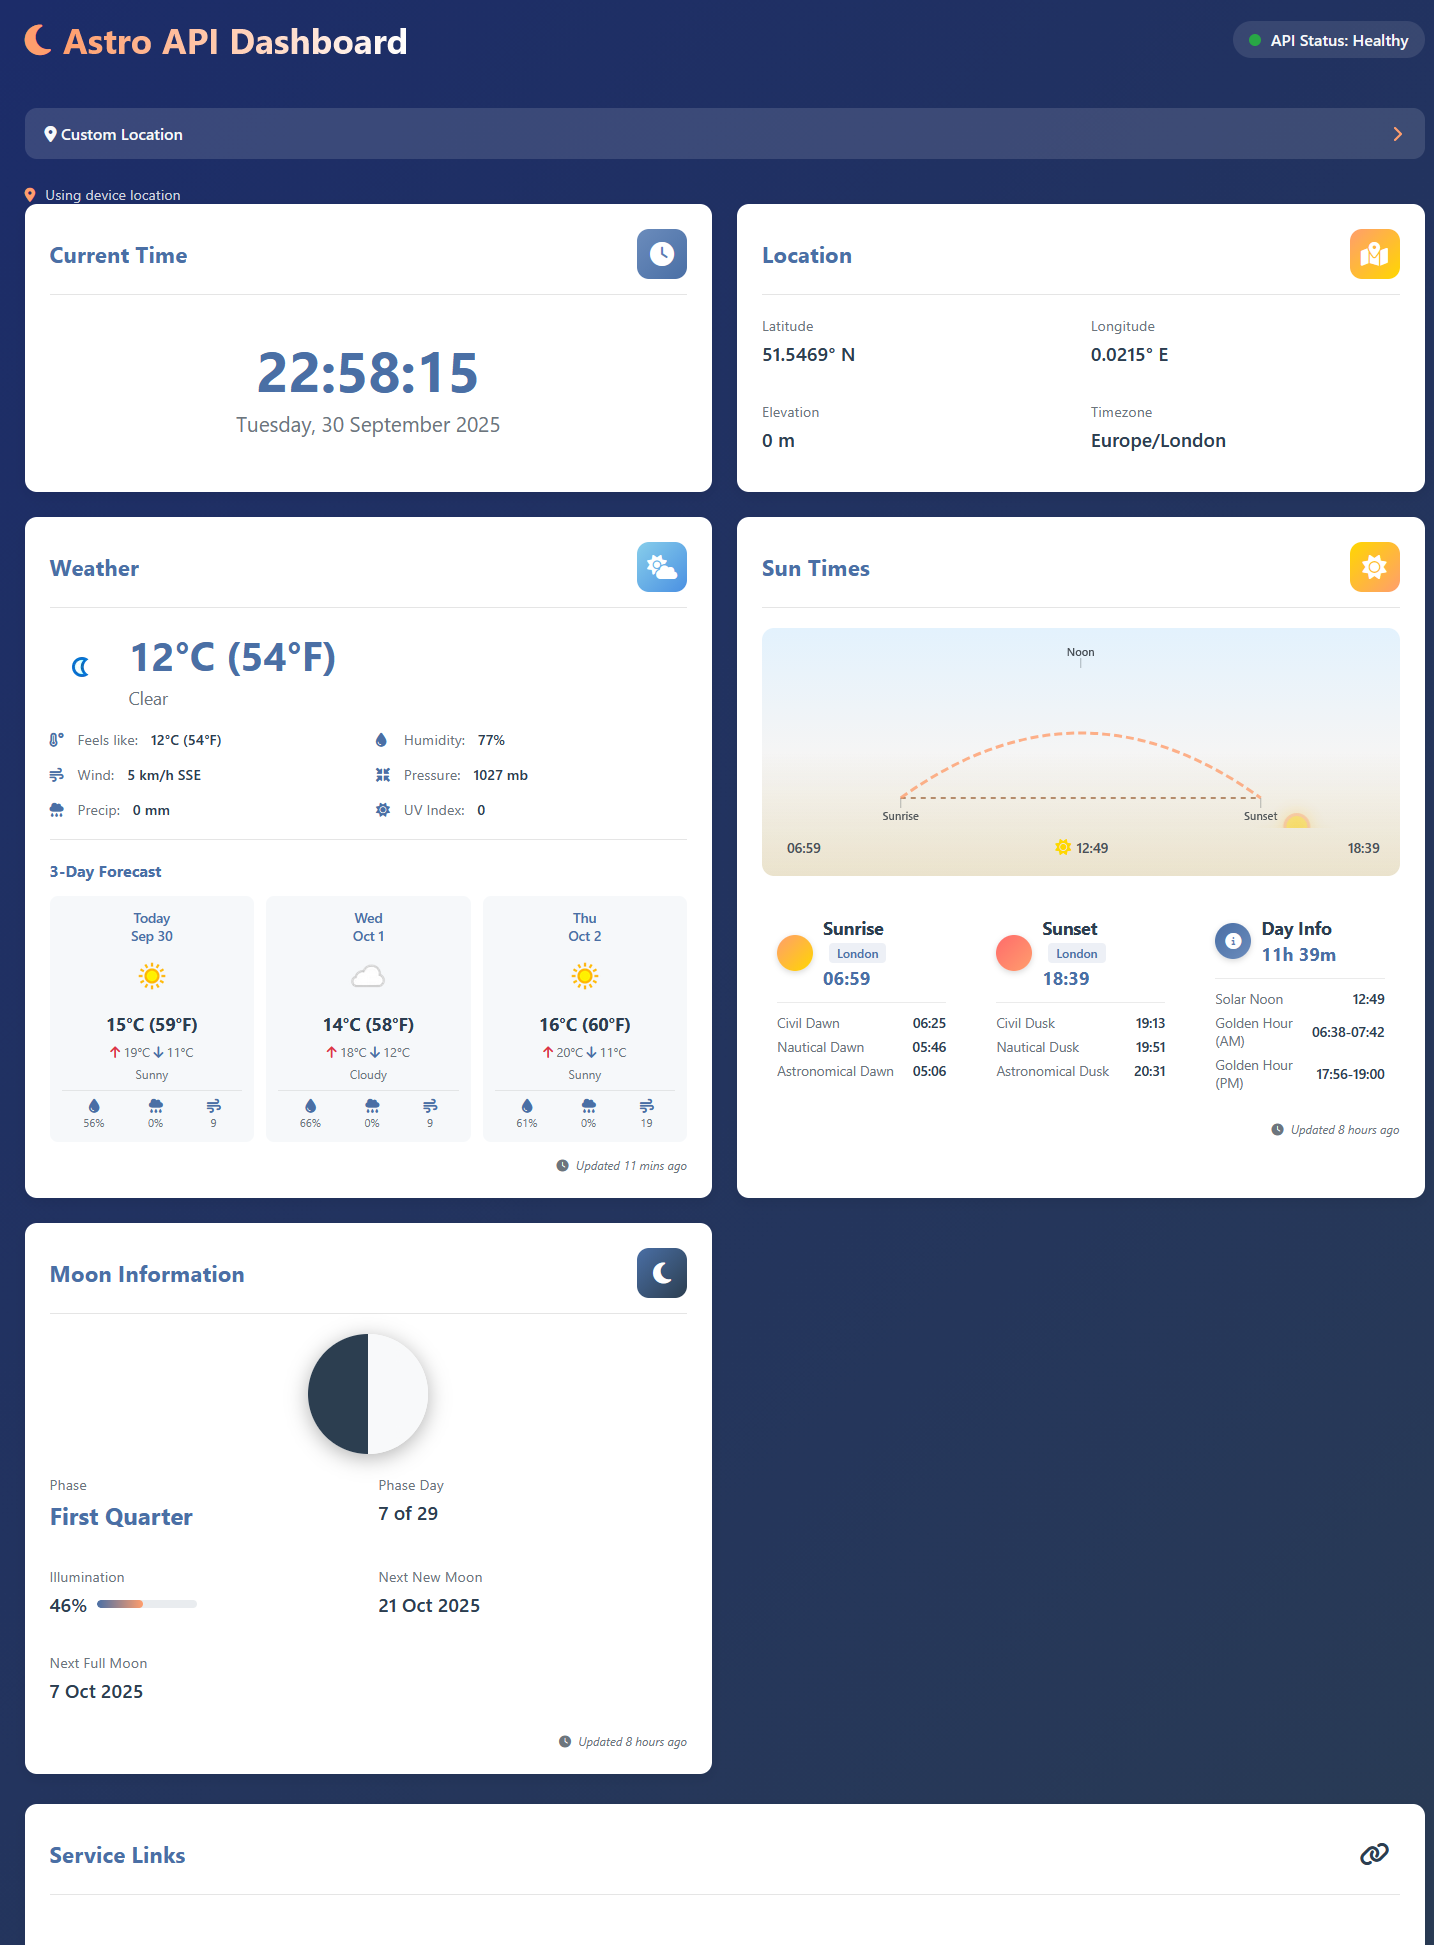 Astro API Dashboard
API Status: Healthy
Custom Location
Using device location
Current Time
22:58:15
Tuesday, 30 September 2025
Location
Latitude
51.5469° N
Longitude
0.0215° E
Elevation
0 m
Timezone
Europe/London
Weather
12°C (54°F)
Clear
Feels like: 12°C (54°F)
Humidity: 77%
Wind: 5 km/h SSE
Pressure: 1027 mb
Precip: 0 mm
UV Index: 0
3-Day Forecast
Today
Sep 30
15°C (59°F)
19°C 11°C
Sunny
56% 0% 9
Wed
Oct 1
14°C (58°F)
18°C 12°C
Cloudy
66% 0% 9
Thu
Oct 2
16°C (60°F)
20°C 11°C
Sunny
61% 0% 19
Updated 11 mins ago
Sun Times
Noon
Sunrise
Sunset
06:59
12:49
18:39
Sunrise
London
06:59
Civil Dawn 06:25
Nautical Dawn 05:46
Astronomical Dawn 05:06
Sunset
London
18:39
Civil Dusk 19:13
Nautical Dusk 19:51
Astronomical Dusk 20:31
Day Info
11h 39m
Solar Noon 12:49
Golden Hour
(AM)
06:38-07:42
Golden Hour
(PM)
17:56-19:00
Updated 8 hours ago
Moon Information
Phase
First Quarter
Phase Day
7 of 29
Illumination
46%
Next New Moon
21 Oct 2025
Next Full Moon
7 Oct 2025
Updated 8 hours ago
Service Links